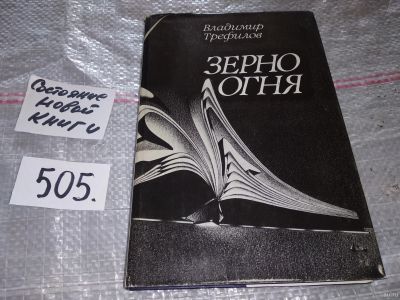 Владимир
Трефилов
ЗЕРНО
ОГНЯ
Состояние
новой
книги
505.